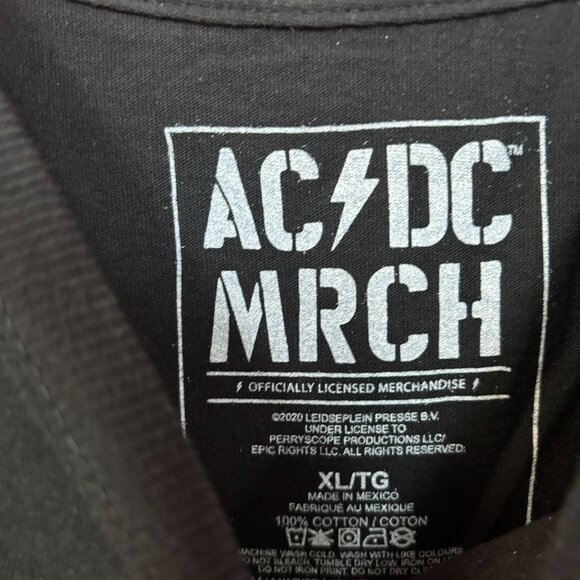 AC⚡DC™
MRCH
OFFICIALLY LICENSED MERCHANDISE
©2020 LEIDSEPLEIN PRESSE B.V.
UNDER LICENSE TO
PERRYSCOPE PRODUCTIONS LLC/
EPIC RIGHTS LLC. ALL RIGHTS RESERVED.
XL/TG
MADE IN MEXICO
FABRIQUÉ AU MEXIQUE
100% COTTON / COTON
MACHINE WASH COLD. WASH WITH LIKE COLOURS
DO NOT BLEACH. TUMBLE DRY LOW. IRON ON
DO NOT IRON PRINT. DO NOT DRY